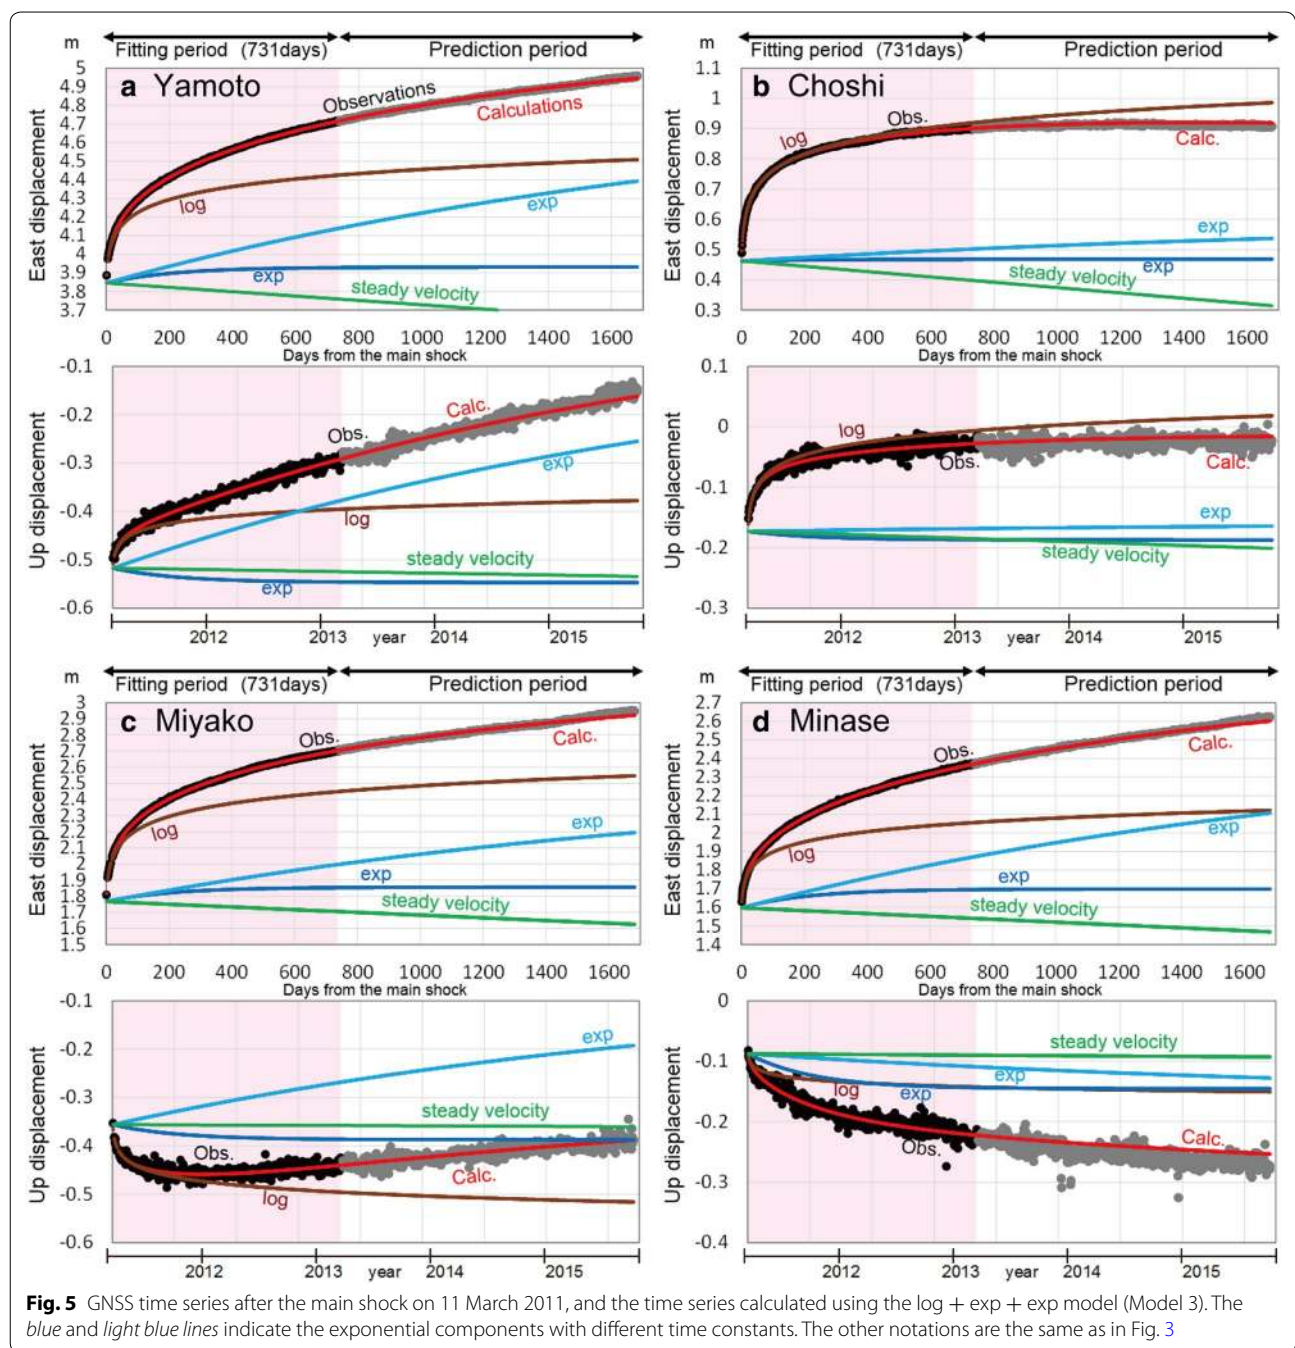 m
Fitting period (731days) Prediction period
a Yamoto
East displacement
5
4.9
4.8
4.7
4.6
4.5
4.4
4.3
4.2
4.1
4
3.9
3.8
3.7
Observations
Calculations
log
exp
exp
steady velocity
0 200 400 600 800 1000 1200 1400 1600
Days from the main shock
Up displacement
-0.1
-0.2
-0.3
-0.4
-0.5
-0.6
Obs.
Calc.
exp
log
steady velocity
exp
2012 2013 year 2014 2015
m
Fitting period (731days) Prediction period
b Choshi
East displacement
1.1
1
0.9
0.8
0.7
0.6
0.5
0.4
0.3
Obs.
log
Calc.
exp
exp
steady velocity
0 200 400 600 800 1000 1200 1400 1600
Days from the main shock
Up displacement
0.1
0
-0.1
-0.2
-0.3
log
Obs.
Calc.
exp
steady velocity
2012 2013 year 2014 2015
m
Fitting period (731days) Prediction period
c Miyako
East displacement
3
2.9
2.8
2.7
2.6
2.5
2.4
2.3
2.2
2.1
2
1.9
1.8
1.7
1.6
1.5
Obs.
Calc.
log
exp
exp
steady velocity
0 200 400 600 800 1000 1200 1400 1600
Days from the main shock
Up displacement
-0.1
-0.2
-0.3
-0.4
-0.5
-0.6
exp
steady velocity
Obs.
Calc.
log
2012 2013 year 2014 2015
m
Fitting period (731days) Prediction period
d Minase
East displacement
2.7
2.6
2.5
2.4
2.3
2.2
2.1
2
1.9
1.8
1.7
1.6
1.5
1.4
Obs.
Calc.
log
exp
exp
steady velocity
0 200 400 600 800 1000 1200 1400 1600
Days from the main shock
Up displacement
0
-0.1
-0.2
-0.3
-0.4
steady velocity
exp
log
exp
Obs.
Calc.
2012 2013 year 2014 2015
Fig. 5 GNSS time series after the main shock on 11 March 2011, and the time series calculated using the log + exp + exp model (Model 3). The
blue and light blue lines indicate the exponential components with different time constants. The other notations are the same as in Fig. 3